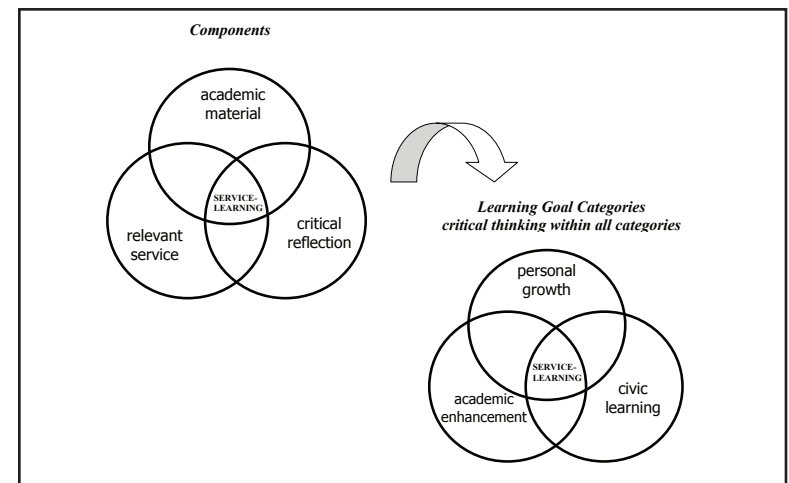 Components
academic
material
SERVICE-
LEARNING
relevant
service
critical
reflection
Learning Goal Categories
critical thinking within all categories
personal
growth
SERVICE-
LEARNING
academic
enhancement
civic
learning